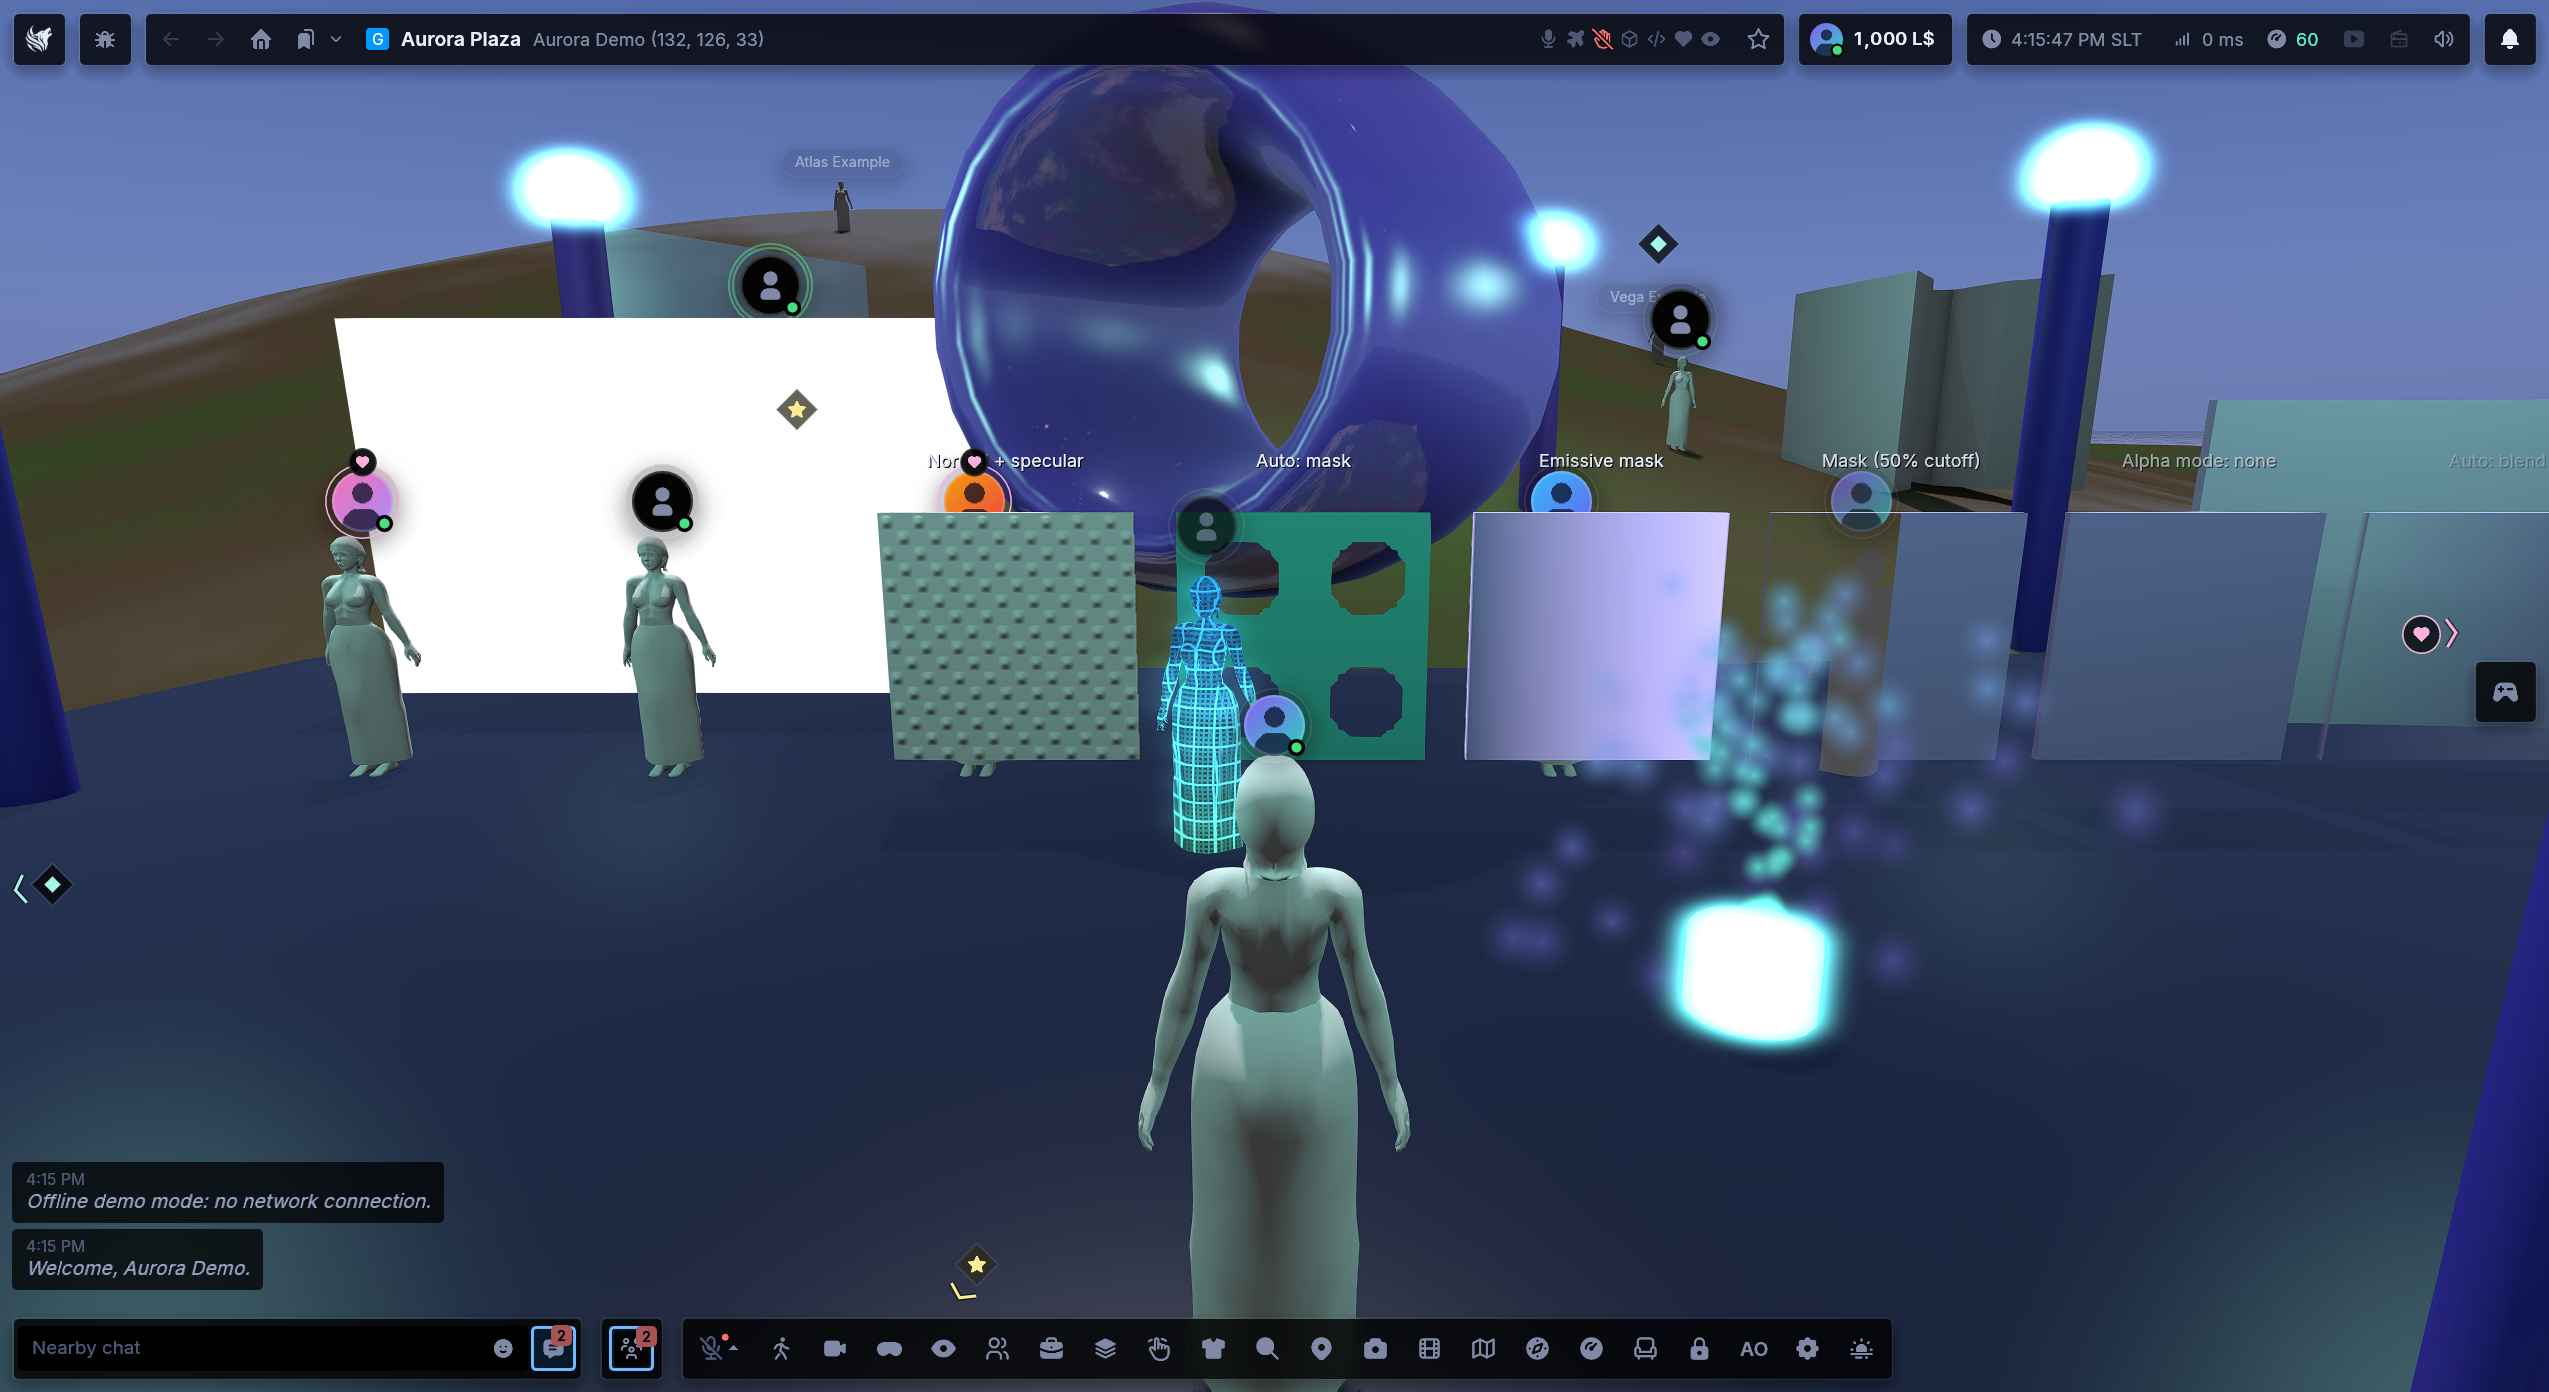 G Aurora Plaza Aurora Demo (132, 126, 33)
1,000 L$
4:15:47 PM SLT 0 ms 60
Atlas Example
Vega
+ specular
Auto: mask
Emissive mask
Mask (50% cutoff)
Alpha mode: none
Auto: blend
4:15 PM
Offline demo mode: no network connection.
4:15 PM
Welcome, Aurora Demo.
Nearby chat
2
2
AO